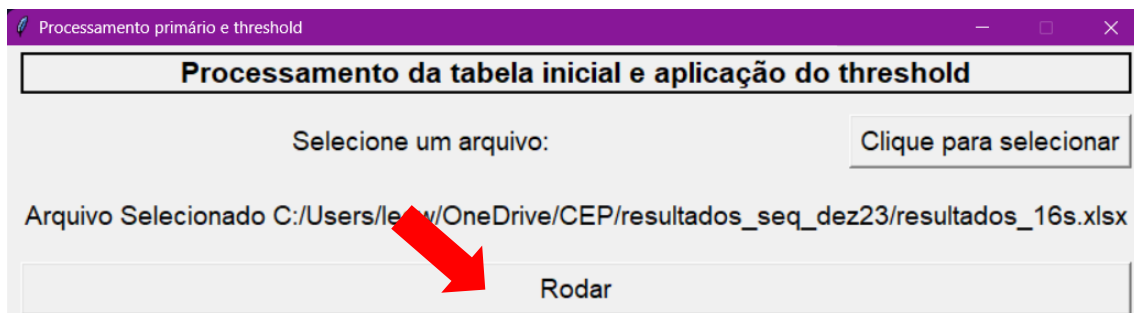 Processamento primário e threshold
Processamento da tabela inicial e aplicação do threshold
Selecione um arquivo: Clique para selecionar
Arquivo Selecionado C:/Users/ /OneDrive/CEP/resultados_seq_dez23/resultados_16s.xlsx
Rodar